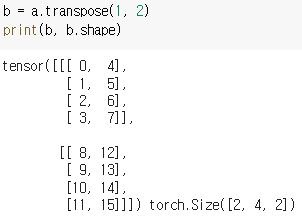 b = a.transpose(1, 2)
print(b, b.shape)
tensor([[[ 0,  4],
         [ 1,  5],
         [ 2,  6],
         [ 3,  7]],

        [[ 8, 12],
         [ 9, 13],
         [10, 14],
         [11, 15]]]) torch.Size([2, 4, 2])